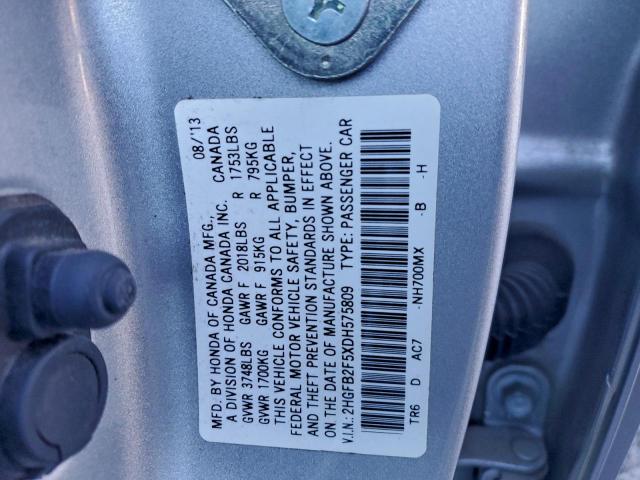 MFD. BY HONDA OF CANADA MFG., 08/'13
A DIVISION OF HONDA CANADA INC. CANADA
GVWR 3748LBS GAWR F 2018LBS R 1753LBS
GVWR 1700KG GAWR F 915KG R 795KG
THIS VEHICLE CONFORMS TO ALL APPLICABLE
FEDERAL MOTOR VEHICLE SAFETY, BUMPER,
AND THEFT PREVENTION STANDARDS IN EFFECT
ON THE DATE OF MANUFACTURE SHOWN ABOVE.
V.I.N.: 2HGFB2F5XDH575809 TYPE: PASSENGER CAR
TR6 D AC7 -NH700MX -B -H